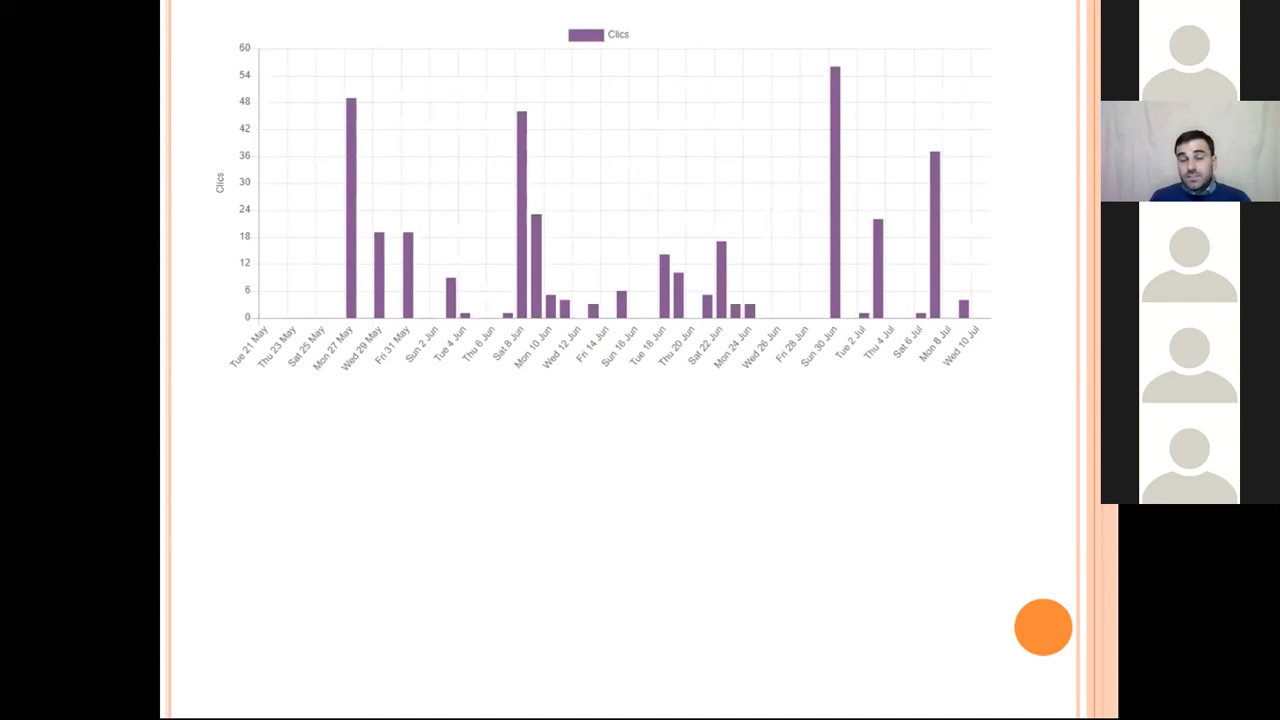 Clics
60
54
48
42
36
30
24
18
12
6
0
Clics
Tue 21 May
Thu 23 May
Sat 25 May
Mon 27 May
Wed 29 May
Fri 31 May
Sun 2 Jun
Tue 4 Jun
Thu 6 Jun
Sat 8 Jun
Mon 10 Jun
Wed 12 Jun
Fri 14 Jun
Sun 16 Jun
Tue 18 Jun
Thu 20 Jun
Sat 22 Jun
Mon 24 Jun
Wed 26 Jun
Fri 28 Jun
Sun 30 Jun
Tue 2 Jul
Thu 4 Jul
Sat 6 Jul
Mon 8 Jul
Wed 10 Jul